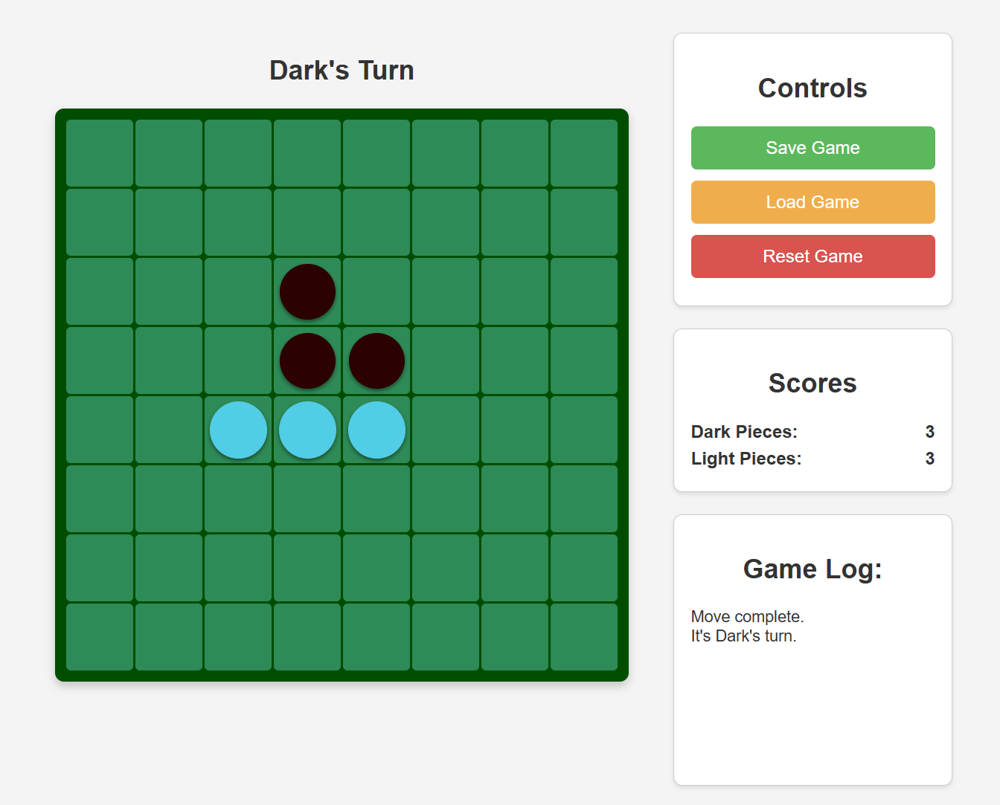 Dark's Turn
Controls
Save Game
Load Game
Reset Game
Scores
Dark Pieces: 3
Light Pieces: 3
Game Log:
Move complete.
It's Dark's turn.